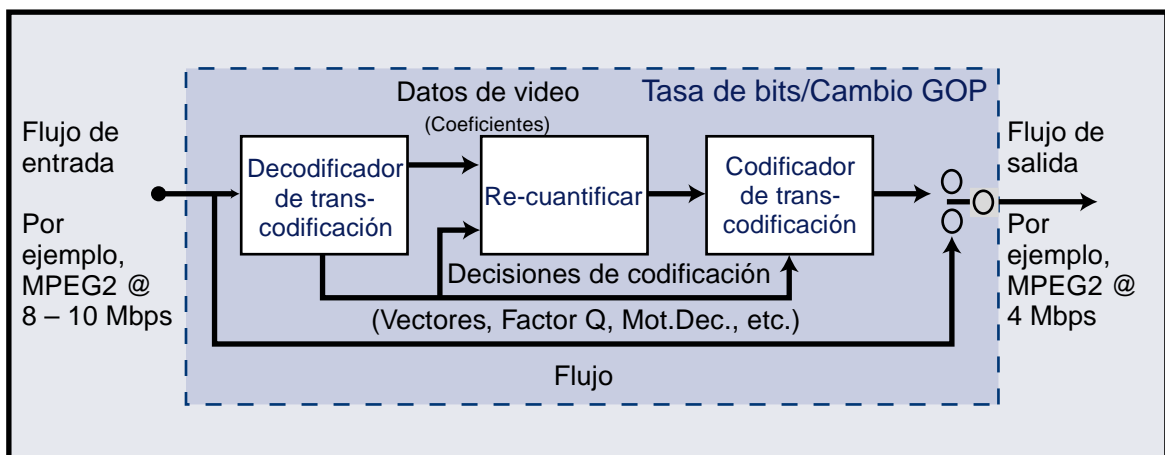 Tasa de bits/Cambio GOP
Datos de video
(Coeficientes)
Flujo de
entrada
Por
ejemplo,
MPEG2 @
8 – 10 Mbps
Decodificador
de trans-
codificación
Re-cuantificar
Codificador
de trans-
codificación
Flujo de
salida
Por
ejemplo,
MPEG2 @
4 Mbps
Decisiones de codificación
(Vectores, Factor Q, Mot.Dec., etc.)
Flujo